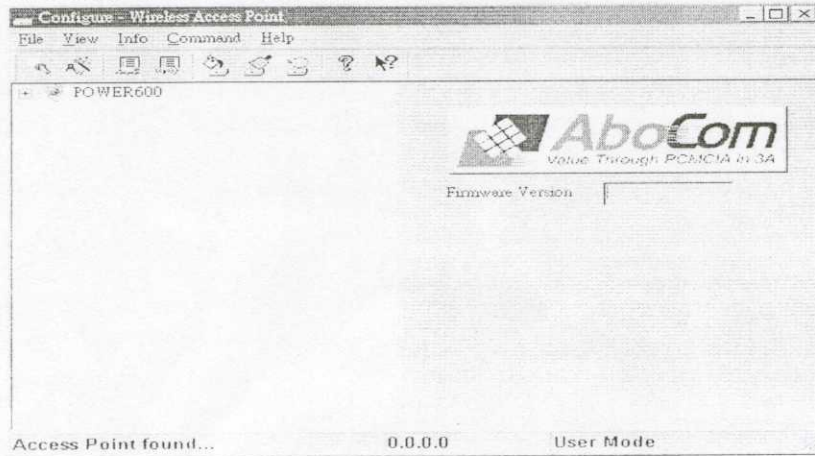 Configure - Wireless Access Point
File View Info Command Help
POWER600
AboCom
Value Through PCMCIA in 3A
Firmware Version
Access Point found... 0.0.0.0 User Mode